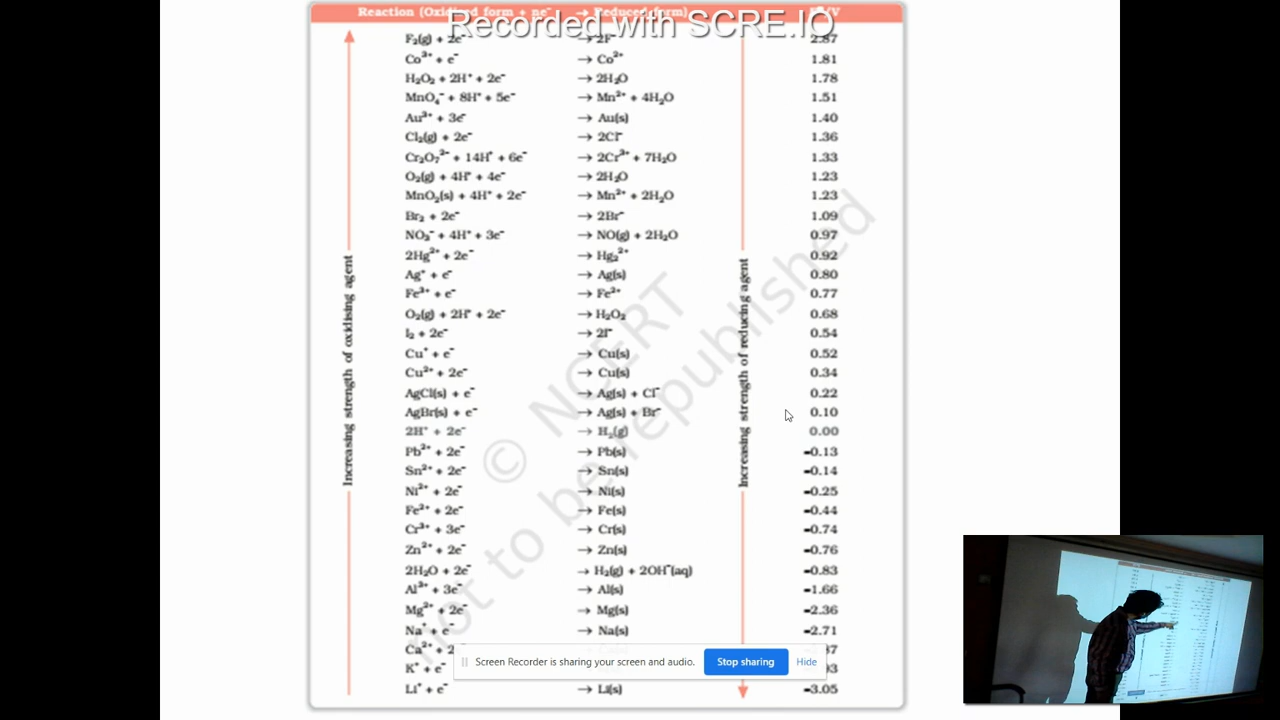 Reaction (Oxidised form + ne⁻ → Reduced form) /V
Recorded with SCRE.IO
F₂(g) + 2e⁻ → 2F⁻ 2.87
Co³⁺ + e⁻ → Co²⁺ 1.81
H₂O₂ + 2H⁺ + 2e⁻ → 2H₂O 1.78
MnO₄⁻ + 8H⁺ + 5e⁻ → Mn²⁺ + 4H₂O 1.51
Au³⁺ + 3e⁻ → Au(s) 1.40
Cl₂(g) + 2e⁻ → 2Cl⁻ 1.36
Cr₂O₇²⁻ + 14H⁺ + 6e⁻ → 2Cr³⁺ + 7H₂O 1.33
O₂(g) + 4H⁺ + 4e⁻ → 2H₂O 1.23
MnO₂(s) + 4H⁺ + 2e⁻ → Mn²⁺ + 2H₂O 1.23
Br₂ + 2e⁻ → 2Br⁻ 1.09
NO₃⁻ + 4H⁺ + 3e⁻ → NO(g) + 2H₂O 0.97
2Hg²⁺ + 2e⁻ → Hg₂²⁺ 0.92
Ag⁺ + e⁻ → Ag(s) 0.80
Fe³⁺ + e⁻ → Fe²⁺ 0.77
O₂(g) + 2H⁺ + 2e⁻ → H₂O₂ 0.68
I₂ + 2e⁻ → 2I⁻ 0.54
Cu⁺ + e⁻ → Cu(s) 0.52
Cu²⁺ + 2e⁻ → Cu(s) 0.34
AgCl(s) + e⁻ → Ag(s) + Cl⁻ 0.22
AgBr(s) + e⁻ → Ag(s) + Br⁻ 0.10
2H⁺ + 2e⁻ → H₂(g) 0.00
Pb²⁺ + 2e⁻ → Pb(s) −0.13
Sn²⁺ + 2e⁻ → Sn(s) −0.14
Ni²⁺ + 2e⁻ → Ni(s) −0.25
Fe²⁺ + 2e⁻ → Fe(s) −0.44
Cr³⁺ + 3e⁻ → Cr(s) −0.74
Zn²⁺ + 2e⁻ → Zn(s) −0.76
2H₂O + 2e⁻ → H₂(g) + 2OH⁻(aq) −0.83
Al³⁺ + 3e⁻ → Al(s) −1.66
Mg²⁺ + 2e⁻ → Mg(s) −2.36
Na⁺ + e⁻ → Na(s) −2.71
Ca²⁺ + 2
K⁺ + e⁻
Li⁺ + e⁻ → Li(s) −3.05
Increasing strength of oxidising agent
Increasing strength of reducing agent
© NCERT
not to be republished
Screen Recorder is sharing your screen and audio.
Stop sharing
Hide